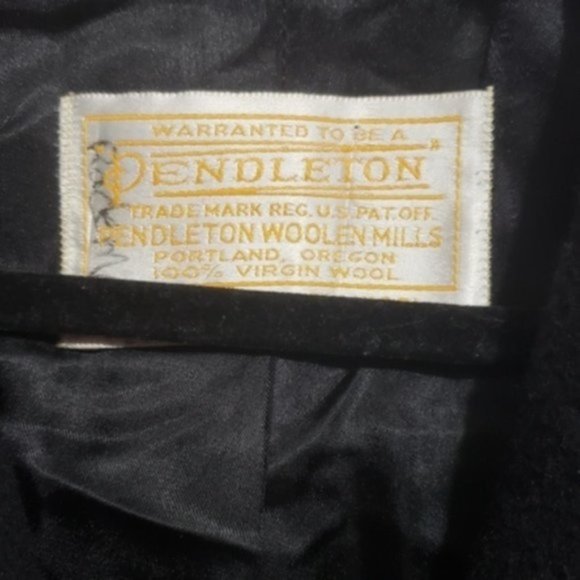 WARRANTED TO BE A
PENDLETON
TRADE MARK REG. U.S. PAT. OFF.
PENDLETON WOOLEN MILLS
PORTLAND, OREGON
100% VIRGIN WOOL